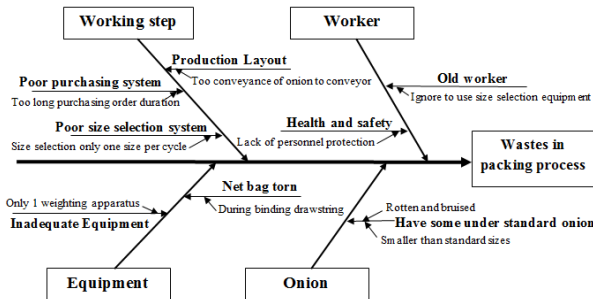 Working step
Worker
Production Layout
Too conveyance of onion to conveyor
Poor purchasing system
Too long purchasing order duration
Old worker
Ignore to use size selection equipment
Poor size selection system
Size selection only one size per cycle
Health and safety
Lack of personnel protection
Wastes in
packing process
Net bag torn
During binding drawstring
Only 1 weighting apparatus
Inadequate Equipment
Rotten and bruised
Have some under standard onion
Smaller than standard sizes
Equipment
Onion